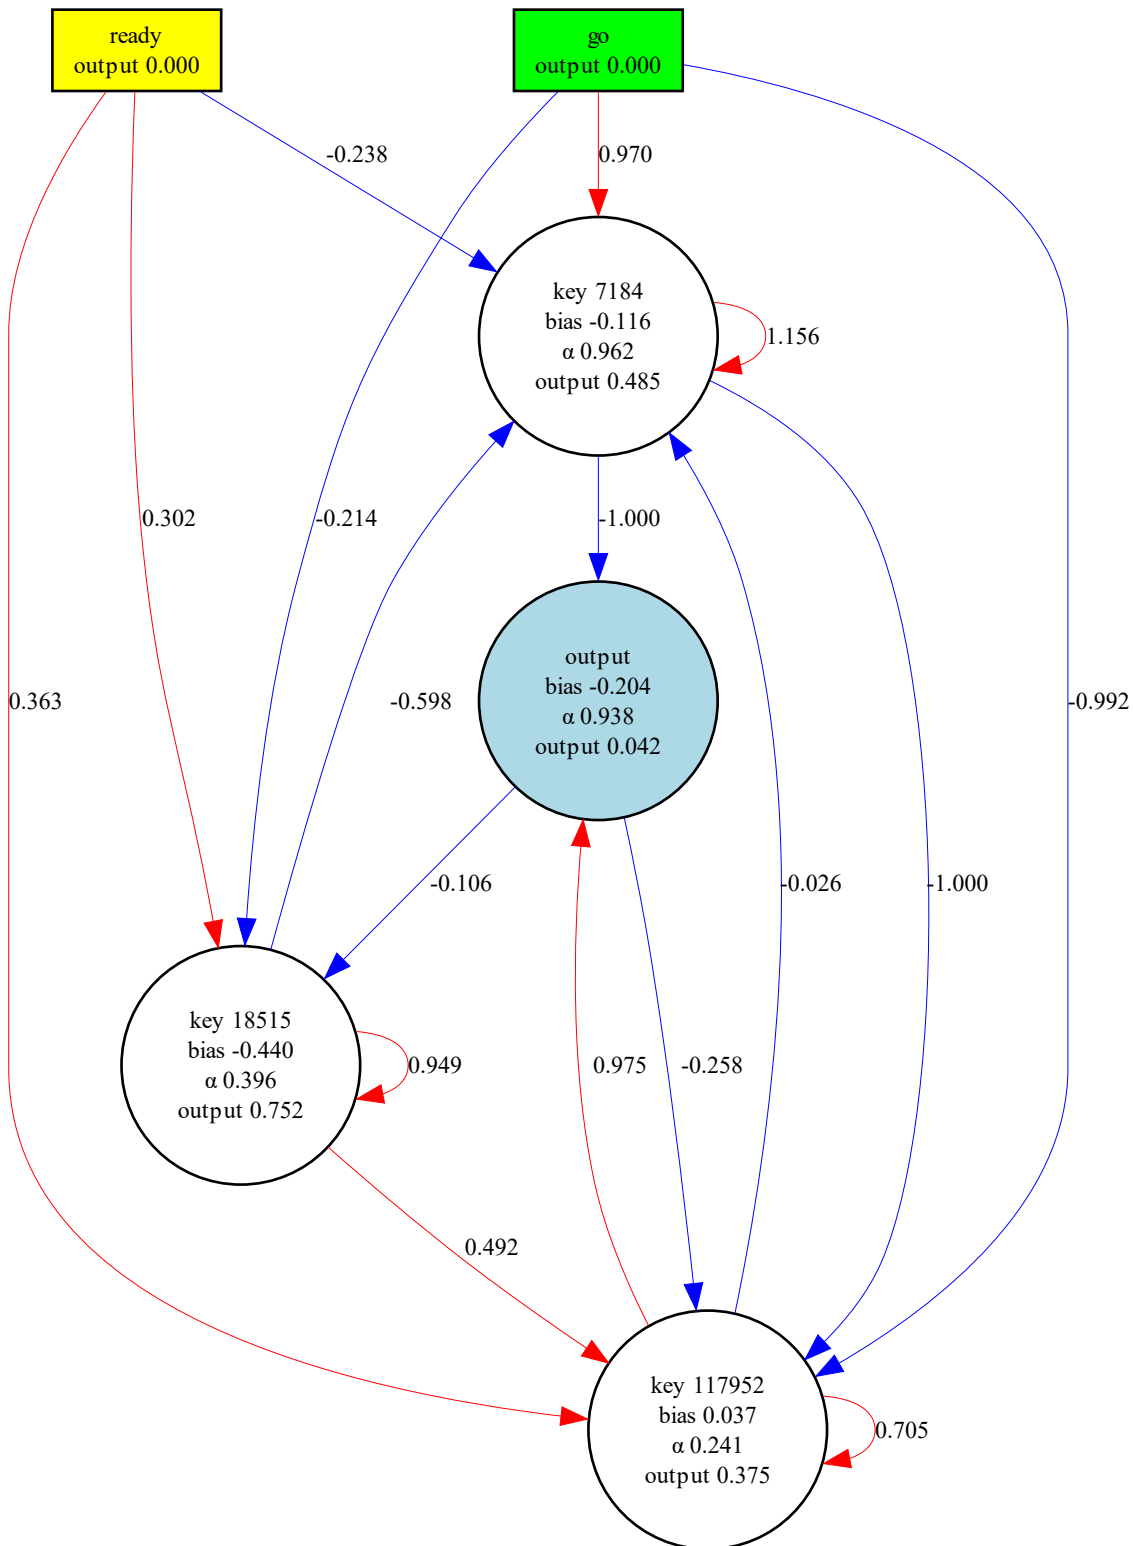 ready
output 0.000
go
output 0.000
-0.238
0.970
key 7184
bias -0.116
α 0.962
output 0.485
1.156
0.302
-0.214
-1.000
output
bias -0.204
α 0.938
output 0.042
0.363
-0.598
-0.992
-0.106
-0.026
-1.000
key 18515
bias -0.440
α 0.396
output 0.752
0.949
0.975
-0.258
0.492
key 117952
bias 0.037
α 0.241
output 0.375
0.705